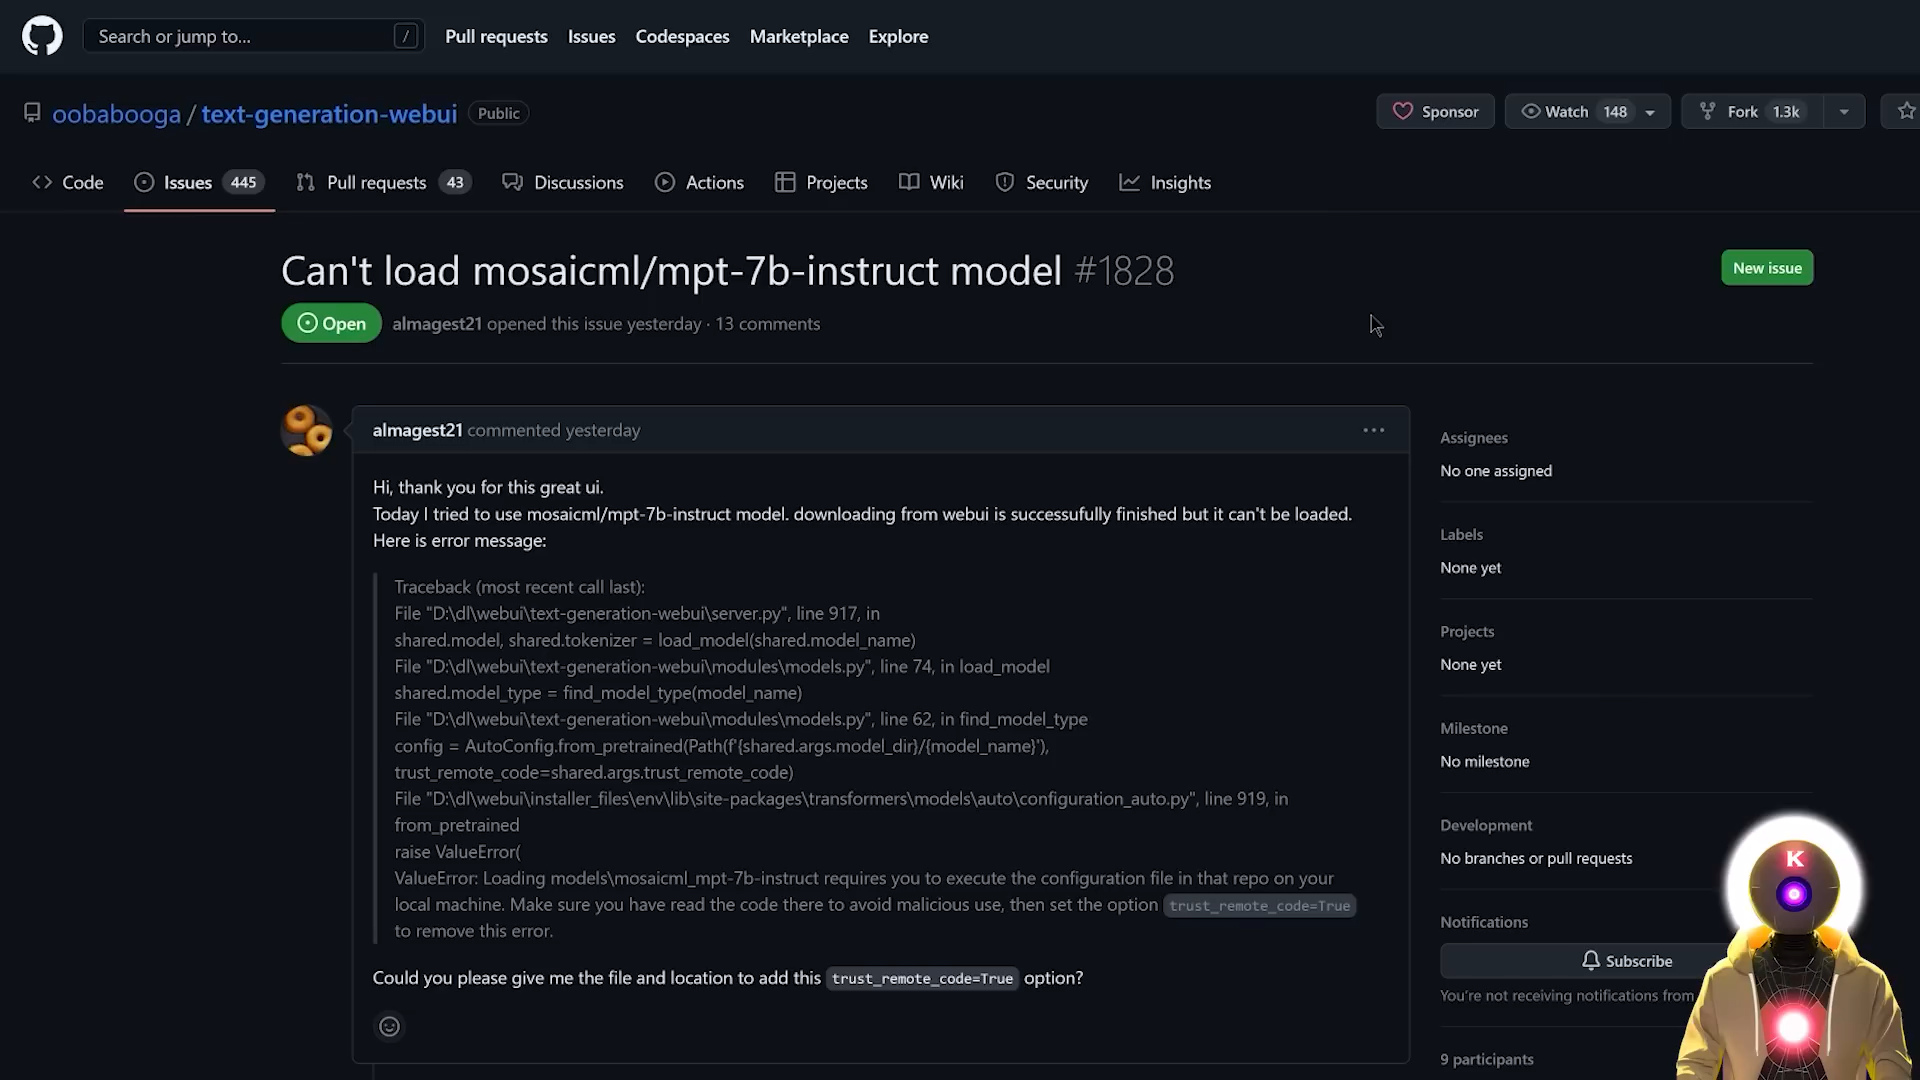 Search or jump to...
/
Pull requests
Issues
Codespaces
Marketplace
Explore
oobabooga / text-generation-webui
Public
Sponsor
Watch 148
Fork 1.3k
Code
Issues 445
Pull requests 43
Discussions
Actions
Projects
Wiki
Security
Insights
Can't load mosaicml/mpt-7b-instruct model #1828
New issue
Open
almagest21 opened this issue yesterday · 13 comments
almagest21 commented yesterday
Hi, thank you for this great ui.
Today I tried to use mosaicml/mpt-7b-instruct model. downloading from webui is successufully finished but it can't be loaded.
Here is error message:
Traceback (most recent call last):
File "D:\dl\webui\text-generation-webui\server.py", line 917, in
shared.model, shared.tokenizer = load_model(shared.model_name)
File "D:\dl\webui\text-generation-webui\modules\models.py", line 74, in load_model
shared.model_type = find_model_type(model_name)
File "D:\dl\webui\text-generation-webui\modules\models.py", line 62, in find_model_type
config = AutoConfig.from_pretrained(Path(f'{shared.args.model_dir}/{model_name}'),
trust_remote_code=shared.args.trust_remote_code)
File "D:\dl\webui\installer_files\env\lib\site-packages\transformers\models\auto\configuration_auto.py", line 919, in
from_pretrained
raise ValueError(
ValueError: Loading models\mosaicml_mpt-7b-instruct requires you to execute the configuration file in that repo on your
local machine. Make sure you have read the code there to avoid malicious use, then set the option trust_remote_code=True
to remove this error.
Could you please give me the file and location to add this trust_remote_code=True option?
Assignees
No one assigned
Labels
None yet
Projects
None yet
Milestone
No milestone
Development
No branches or pull requests
Notifications
Subscribe
You're not receiving notifications from
9 participants
K